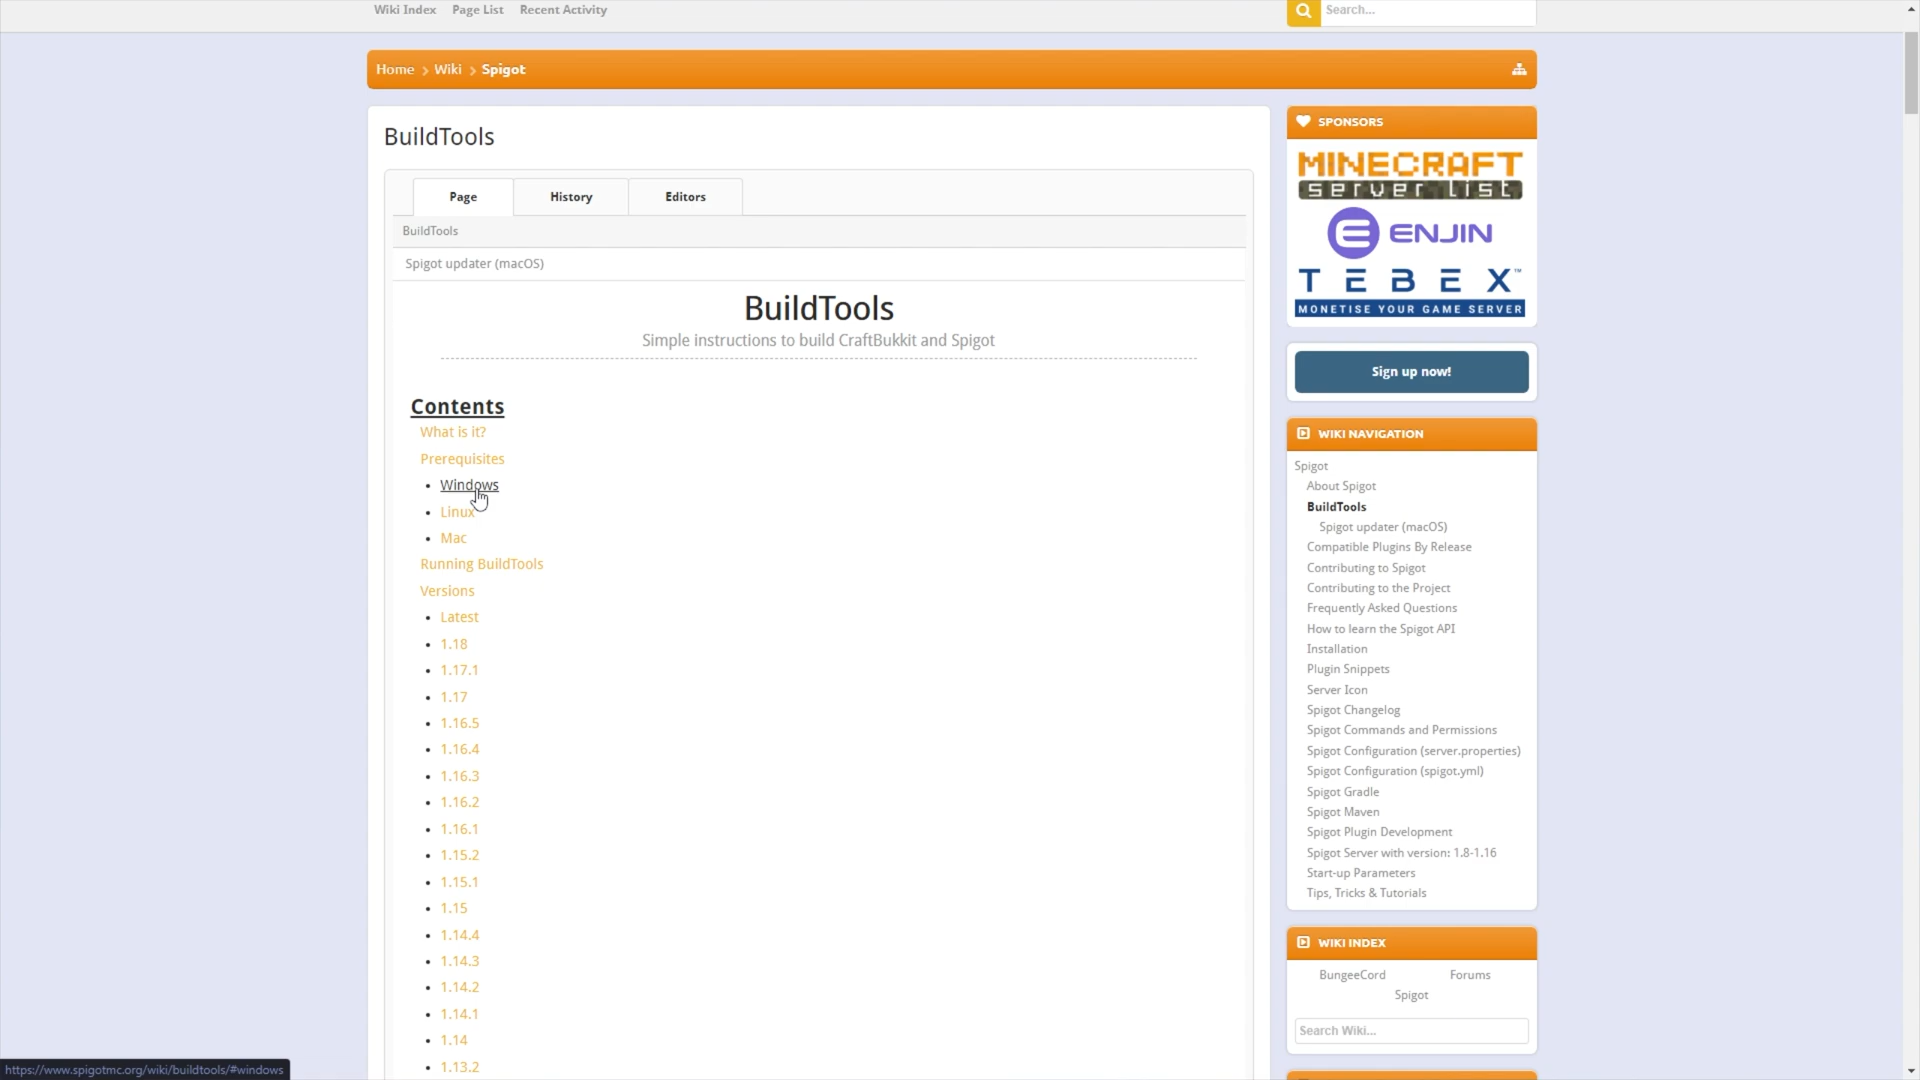 Wiki Index Page List Recent Activity
Search...
Home Wiki Spigot
BuildTools
Page History Editors
BuildTools
Spigot updater (macOS)
BuildTools
Simple instructions to build CraftBukkit and Spigot
Contents
What is it?
Prerequisites
Windows
Linux
Mac
Running BuildTools
Versions
Latest
1.18
1.17.1
1.17
1.16.5
1.16.4
1.16.3
1.16.2
1.16.1
1.15.2
1.15.1
1.15
1.14.4
1.14.3
1.14.2
1.14.1
1.14
1.13.2
SPONSORS
MINECRAFT
server list
ENJIN
TEBEX™
MONETISE YOUR GAME SERVER
Sign up now!
WIKI NAVIGATION
Spigot
About Spigot
BuildTools
Spigot updater (macOS)
Compatible Plugins By Release
Contributing to Spigot
Contributing to the Project
Frequently Asked Questions
How to learn the Spigot API
Installation
Plugin Snippets
Server Icon
Spigot Changelog
Spigot Commands and Permissions
Spigot Configuration (server.properties)
Spigot Configuration (spigot.yml)
Spigot Gradle
Spigot Maven
Spigot Plugin Development
Spigot Server with version: 1.8-1.16
Start-up Parameters
Tips, Tricks & Tutorials
WIKI INDEX
BungeeCord Forums
Spigot
Search Wiki...
https://www.spigotmc.org/wiki/buildtools/#windows